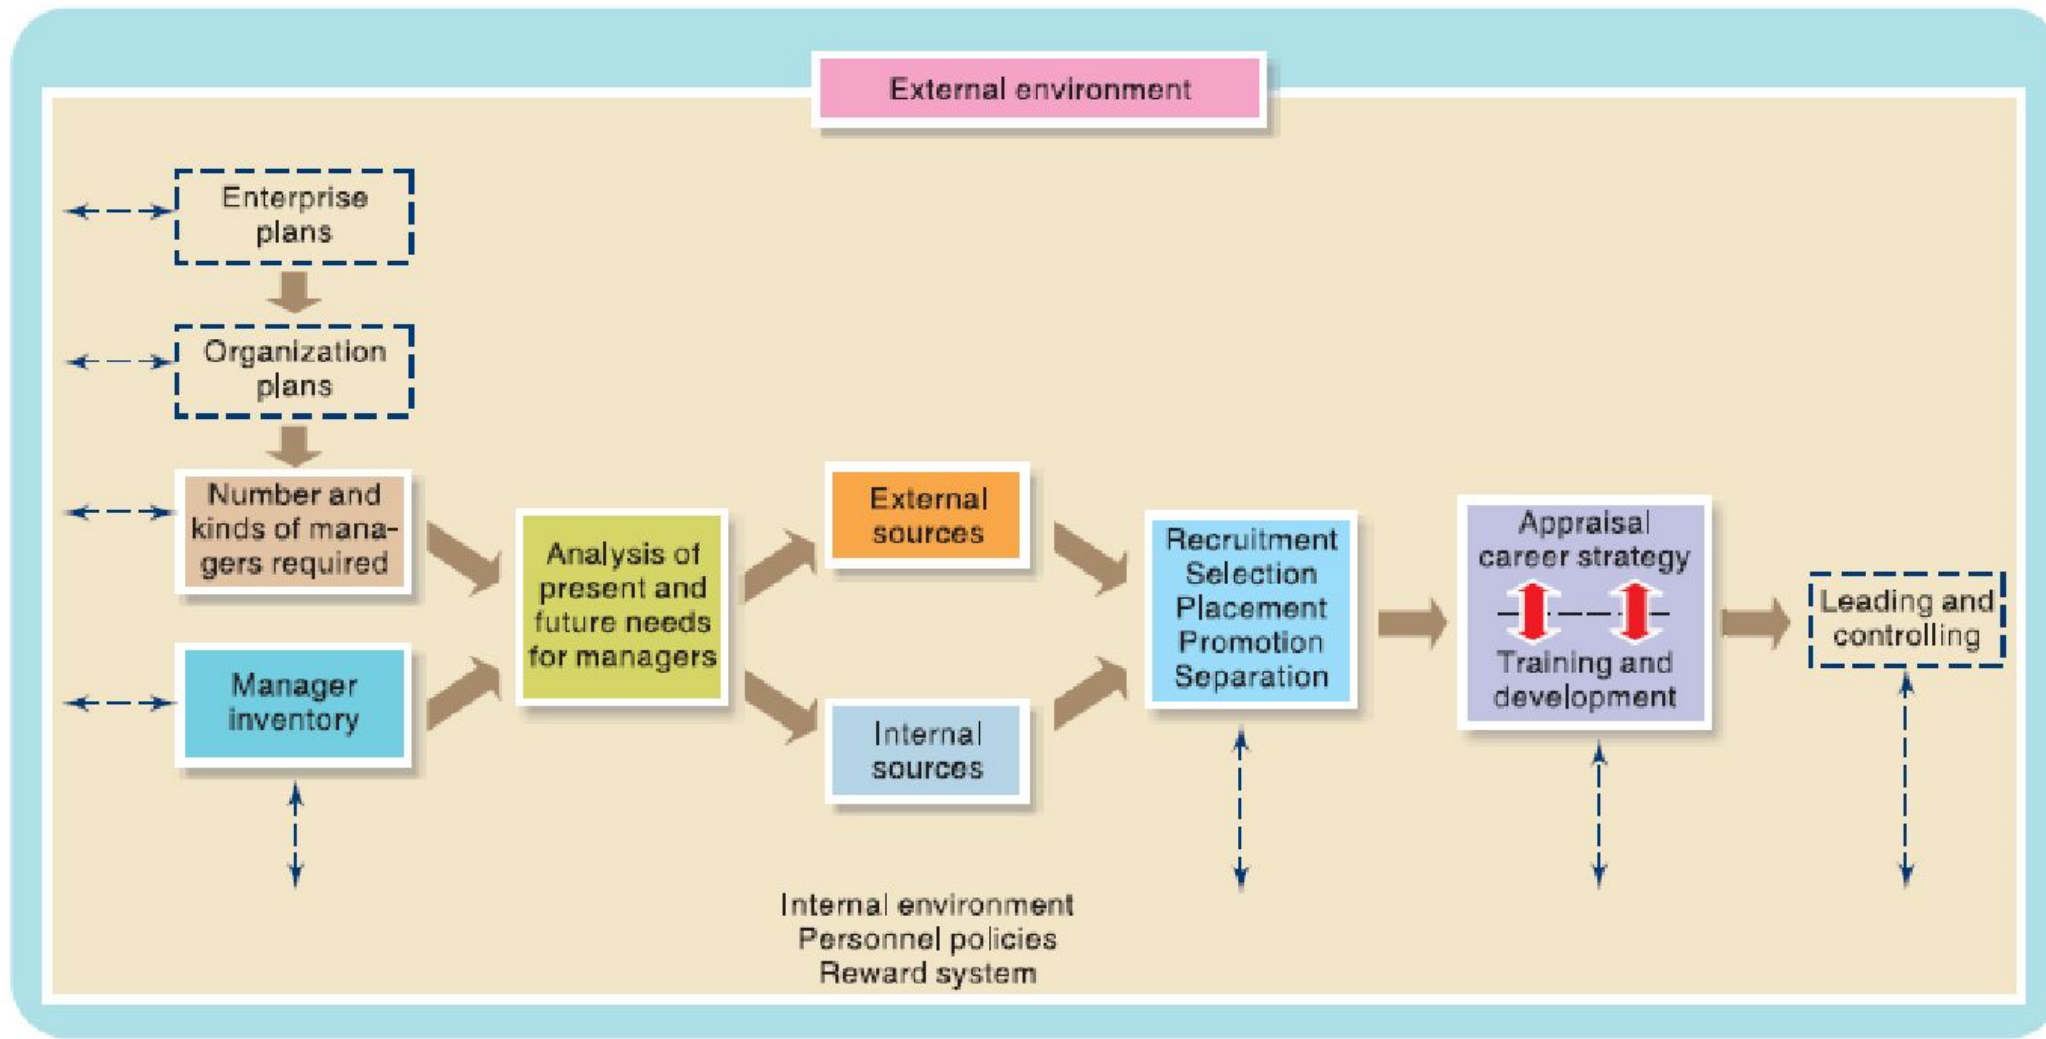 External environment
Enterprise
plans
Organization
plans
Number and
kinds of mana-
gers required
Manager
inventory
Analysis of
present and
future needs
for managers
External
sources
Internal
sources
Recruitment
Selection
Placement
Promotion
Separation
Appraisal
career strategy
Training and
development
Leading and
controlling
Internal environment
Personnel policies
Reward system